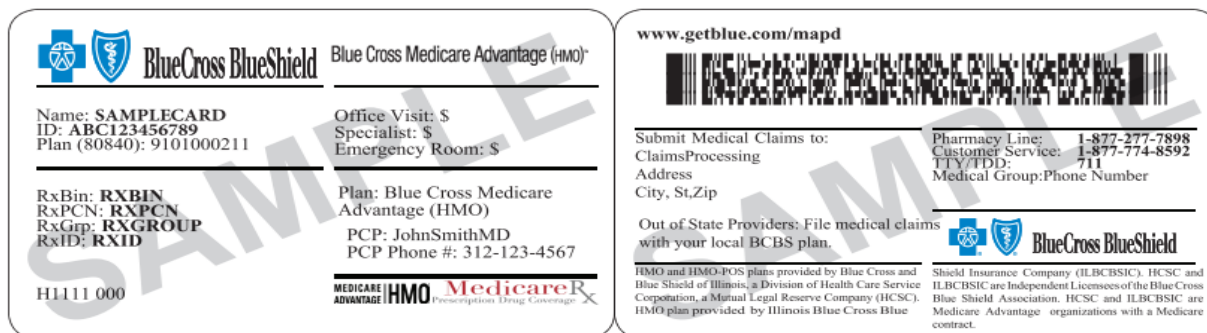 BlueCross BlueShield
Blue Cross Medicare Advantage (HMO)℠
Name: SAMPLECARD
ID: ABC123456789
Plan (80840): 9101000211
Office Visit: $
Specialist: $
Emergency Room: $
RxBin: RXBIN
RxPCN: RXPCN
RxGrp: RXGROUP
RxID: RXID
H1111 000
Plan: Blue Cross Medicare
Advantage (HMO)
PCP: JohnSmithMD
PCP Phone #: 312-123-4567
MEDICARE
ADVANTAGE HMO
MedicareRx
Prescription Drug Coverage
SAMPLE
www.getblue.com/mapd
Submit Medical Claims to:
ClaimsProcessing
Address
City, St,Zip
Out of State Providers: File medical claims
with your local BCBS plan.
Pharmacy Line: 1-877-277-7898
Customer Service: 1-877-774-8592
TTY/TDD: 711
Medical Group:Phone Number
BlueCross BlueShield
HMO and HMO-POS plans provided by Blue Cross and
Blue Shield of Illinois, a Division of Health Care Service
Corporation, a Mutual Legal Reserve Company (HCSC).
HMO plan provided by Illinois Blue Cross Blue
Shield Insurance Company (ILBCBSIC). HCSC and
ILBCBSIC are Independent Licensees of the Blue Cross
Blue Shield Association. HCSC and ILBCBSIC are
Medicare Advantage organizations with a Medicare
contract.
SAMPLE